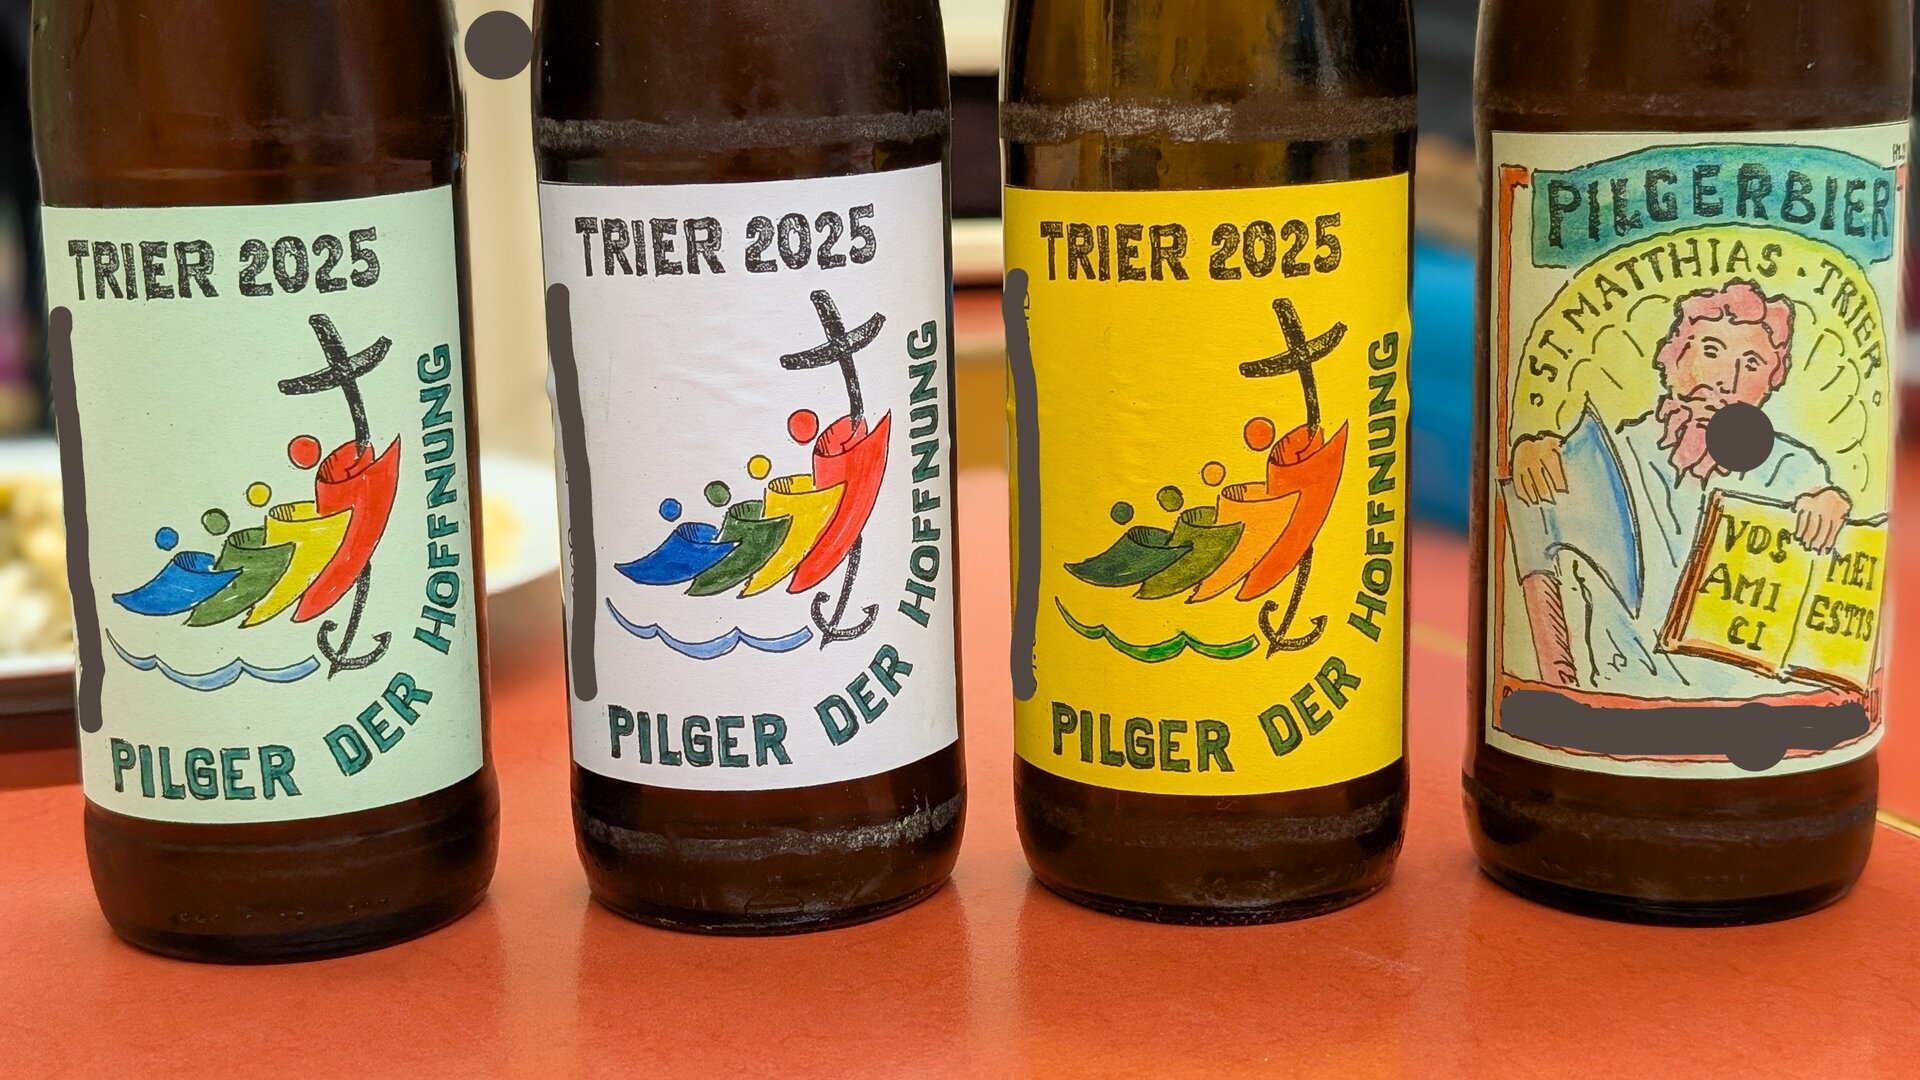 TRIER 2025
PILGER DER HOFFNUNG
TRIER 2025
PILGER DER HOFFNUNG
TRIER 2025
PILGER DER HOFFNUNG
PILGERBIER
· ST. MATTHIAS · TRIER ·
VOS
AMI
CI
MEI
ESTIS